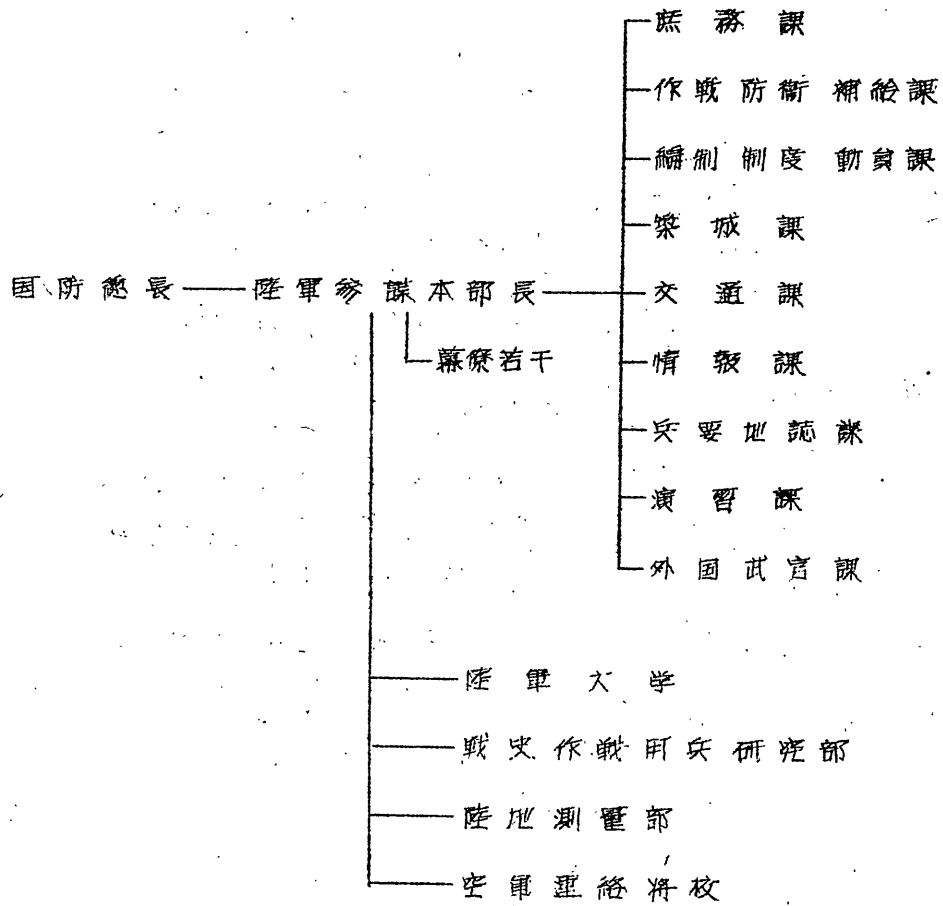 庶務課
作戦防衛補給課
編制制度動員課
築城課
国防総長 陸軍参謀本部長 交通課
幕僚若干 情報課
兵要地誌課
演習課
外国武官課
陸軍大学
戦史作戦用兵研究部
陸地測量部
空軍連絡将校